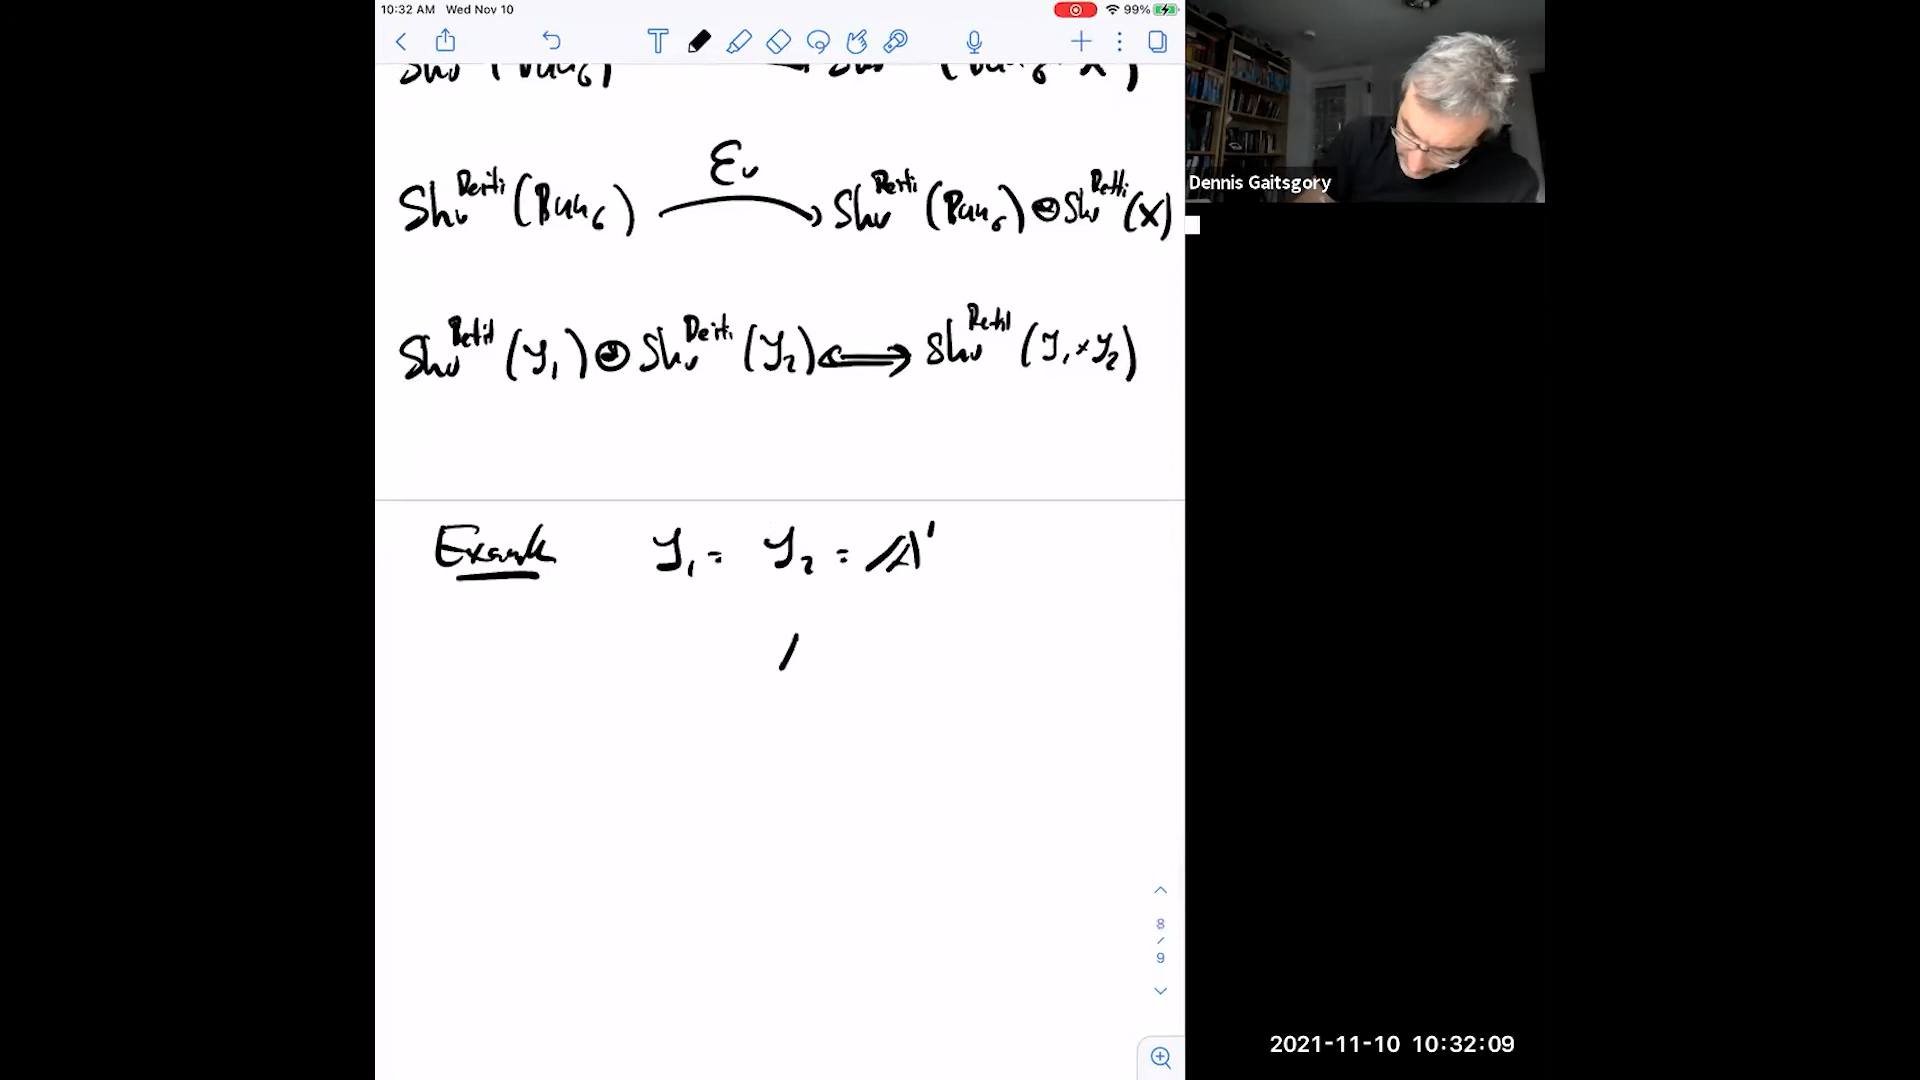 10:32 AM Wed Nov 10
99%
Dennis Gaitsgory
Shv^Betti (Bun_G) → Ev Shv^Betti (Bun_G) ⊗ Shv^Betti (X)
Shv^Betti (Y_1) ⊗ Shv^Betti (Y_2) ⟺ Shv^Betti (Y_1 × Y_2)
Example Y_1 = Y_2 = A^1
8
/
9
2021-11-10 10:32:09